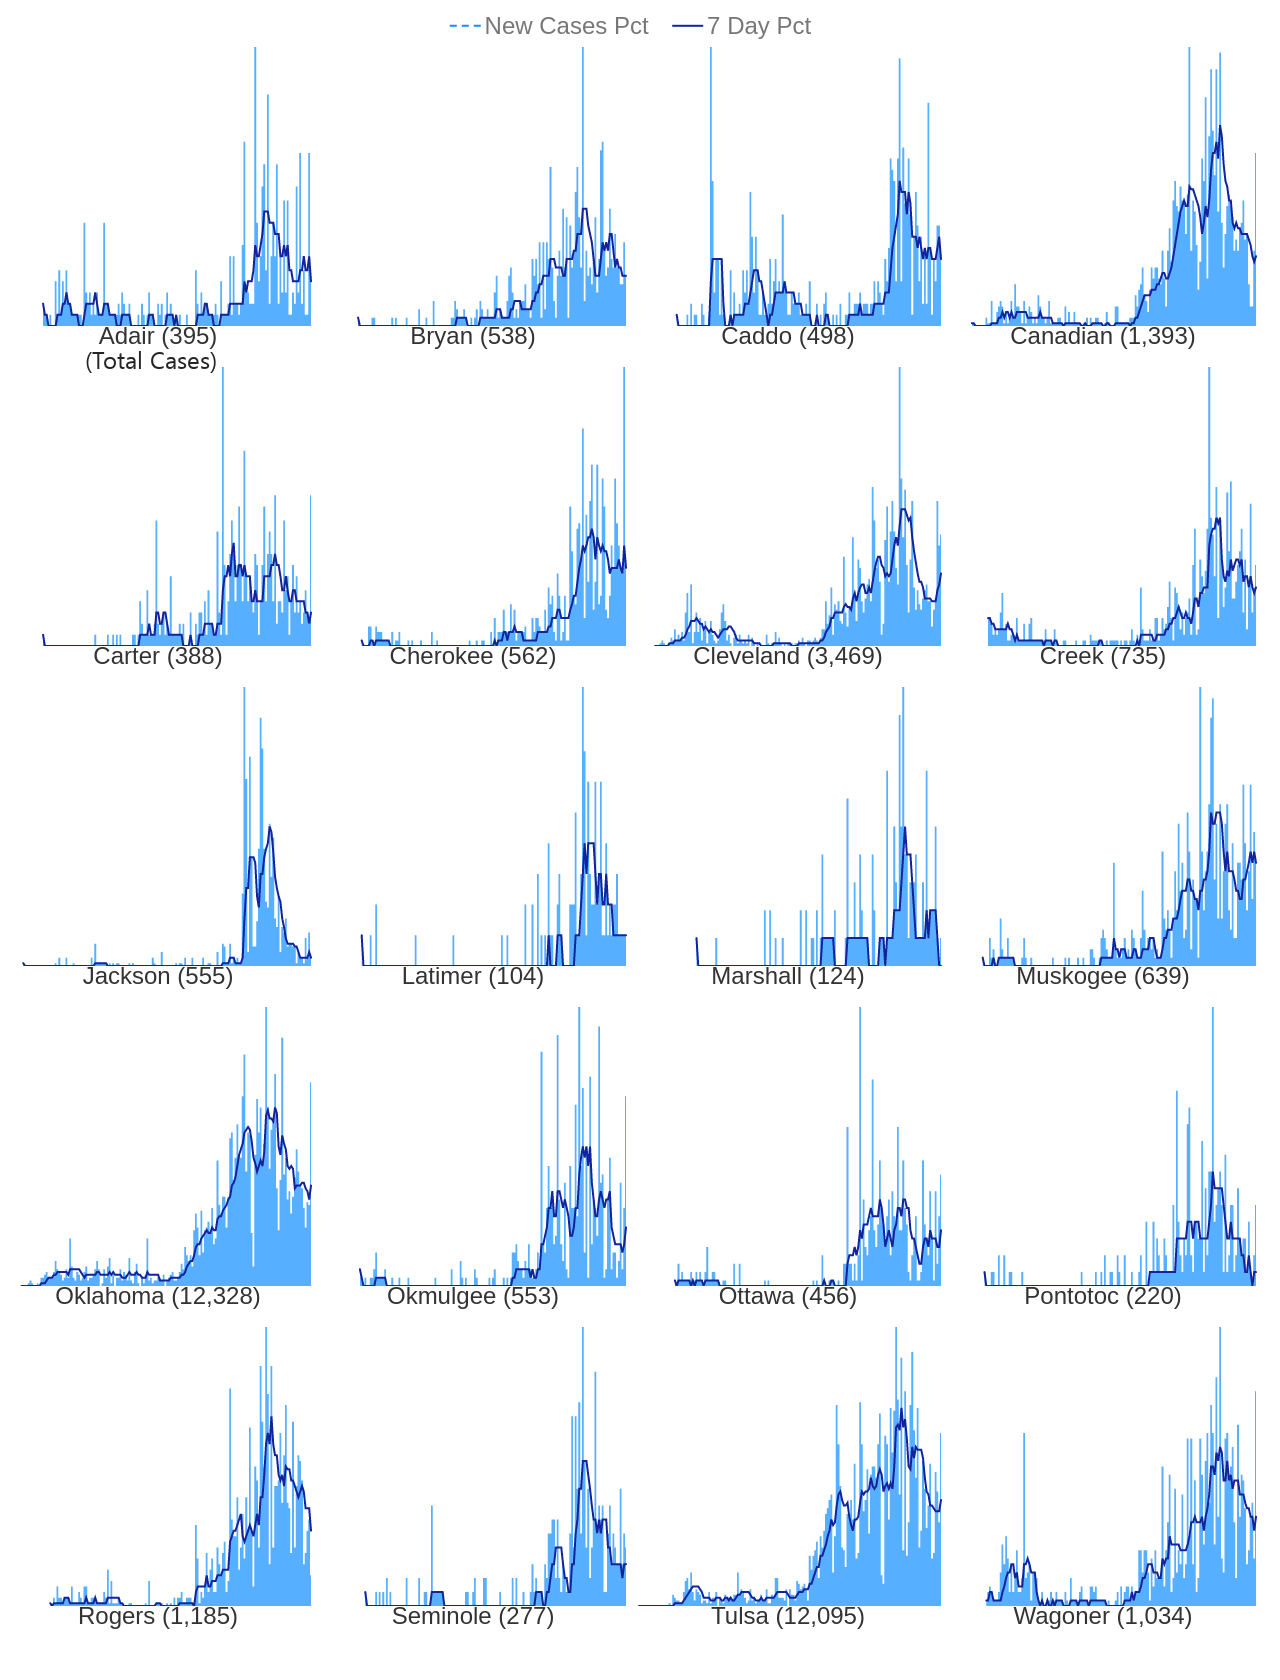 New Cases Pct 7 Day Pct
Adair (395) Bryan (538) Caddo (498) Canadian (1,393)
(Total Cases)
Carter (388) Cherokee (562) Cleveland (3,469) Creek (735)
Jackson (555) Latimer (104) Marshall (124) Muskogee (639)
Oklahoma (12,328) Okmulgee (553) Ottawa (456) Pontotoc (220)
Rogers (1,185) Seminole (277) Tulsa (12,095) Wagoner (1,034)